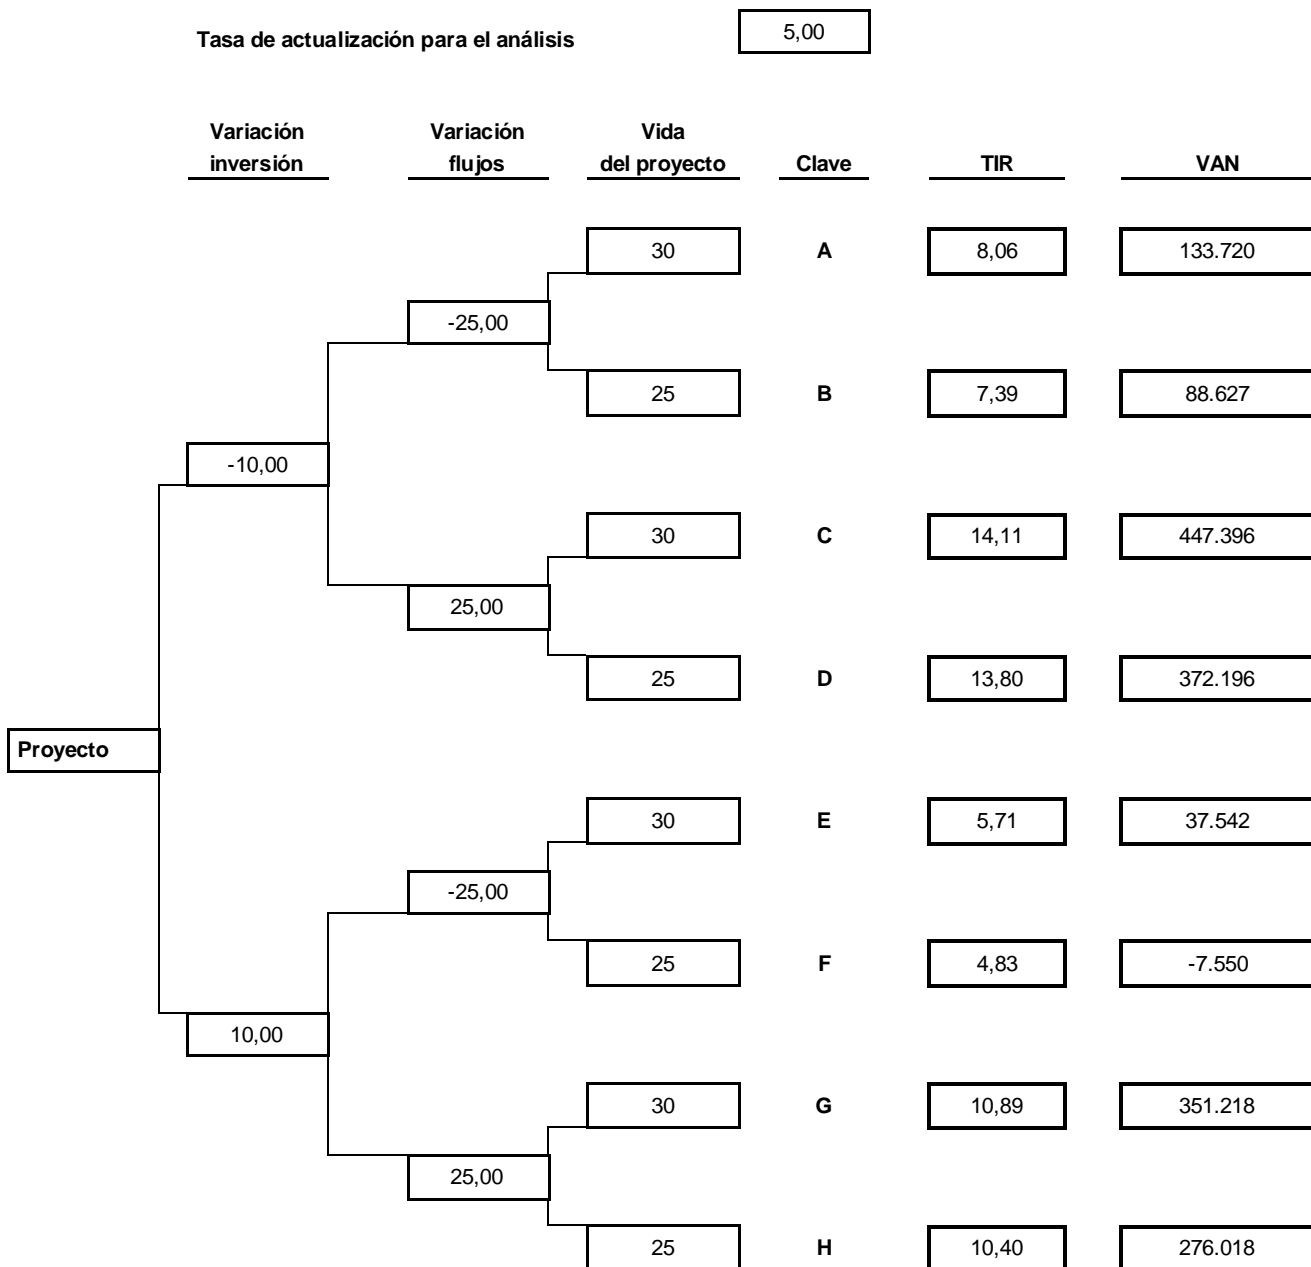 Tasa de actualización para el análisis 5,00
Variación Variación Vida
inversión flujos del proyecto Clave TIR VAN
30 A 8,06 133.720
-25,00
25 B 7,39 88.627
-10,00
30 C 14,11 447.396
25,00
25 D 13,80 372.196
Proyecto
30 E 5,71 37.542
-25,00
25 F 4,83 -7.550
10,00
30 G 10,89 351.218
25,00
25 H 10,40 276.018